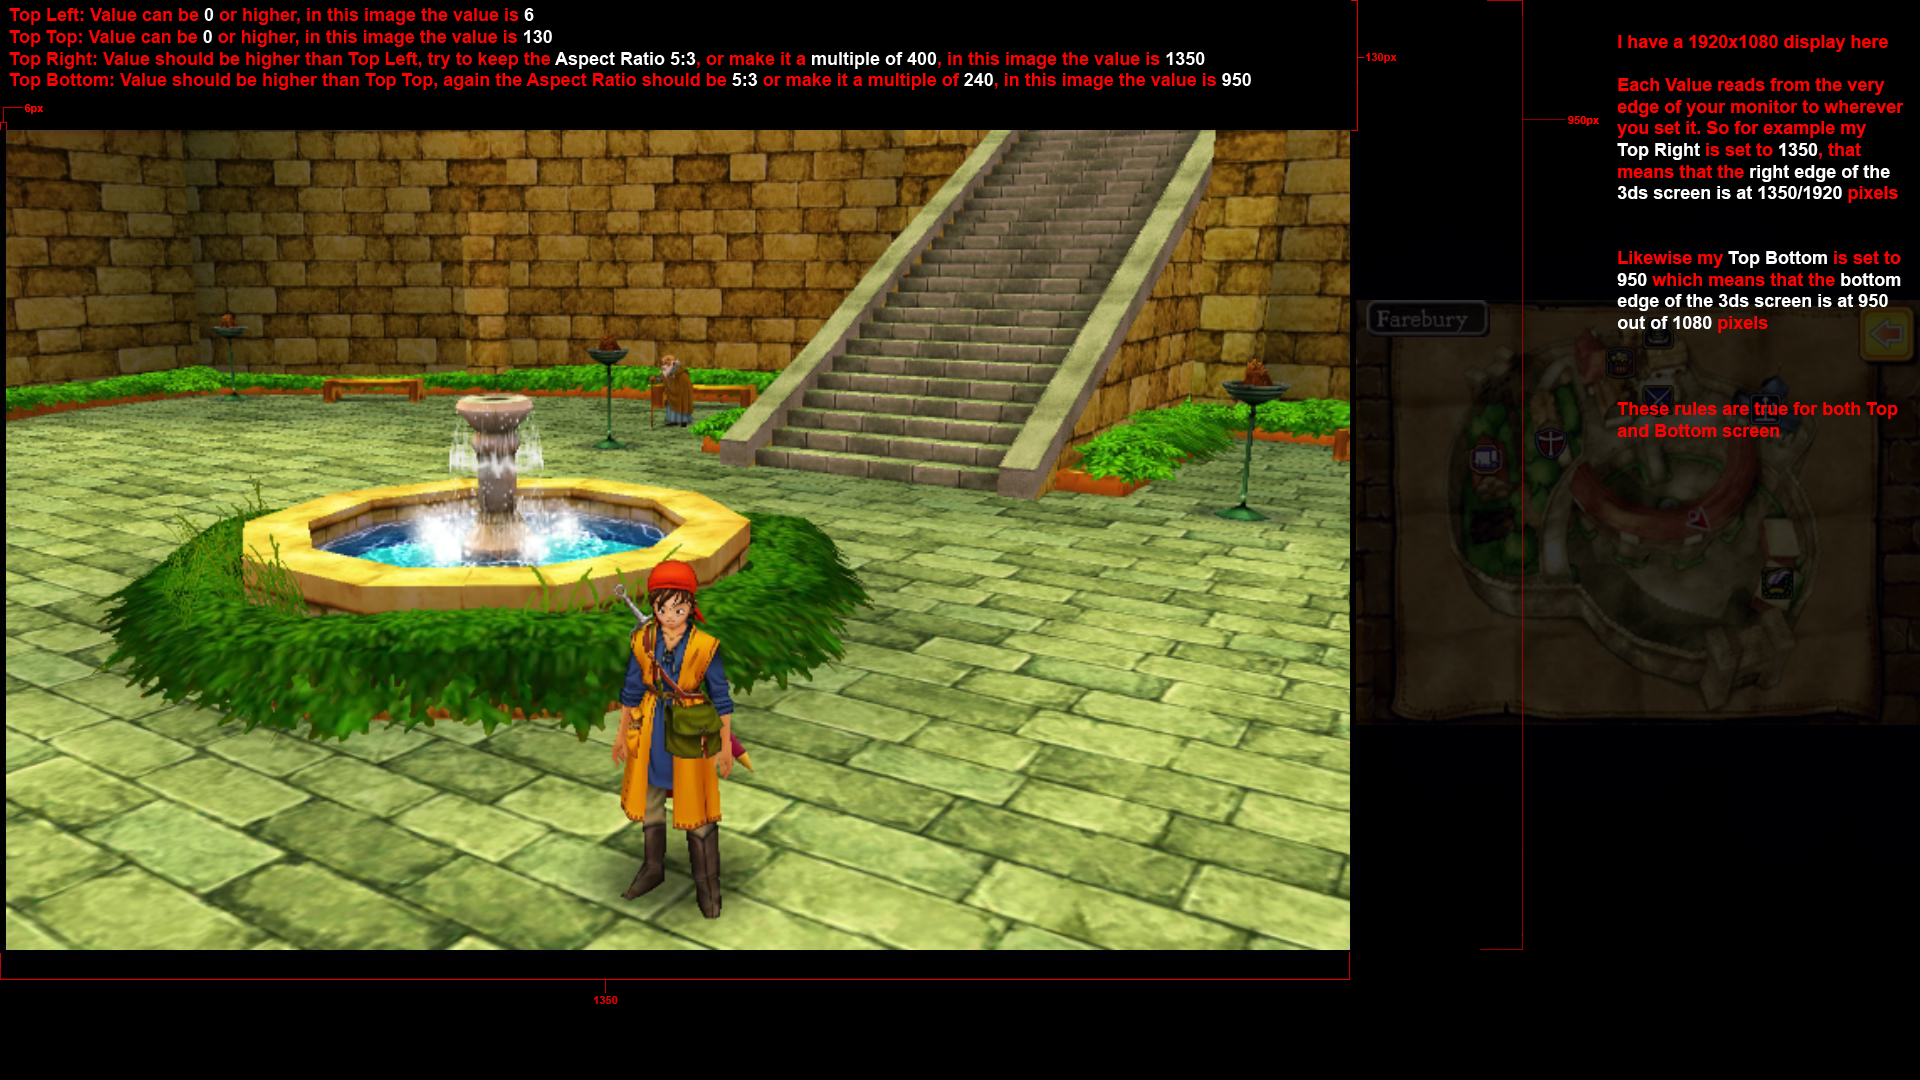 Top Left: Value can be 0 or higher, in this image the value is 6
Top Top: Value can be 0 or higher, in this image the value is 130
Top Right: Value should be higher than Top Left, try to keep the Aspect Ratio 5:3, or make it a multiple of 400, in this image the value is 1350
Top Bottom: Value should be higher than Top Top, again the Aspect Ratio should be 5:3 or make it a multiple of 240, in this image the value is 950
6px
130px
950px
I have a 1920x1080 display here
Each Value reads from the very
edge of your monitor to wherever
you set it. So for example my
Top Right is set to 1350, that
means that the right edge of the
3ds screen is at 1350/1920 pixels
Likewise my Top Bottom is set to
950 which means that the bottom
edge of the 3ds screen is at 950
out of 1080 pixels
Farebury
These rules are true for both Top
and Bottom screen
1350